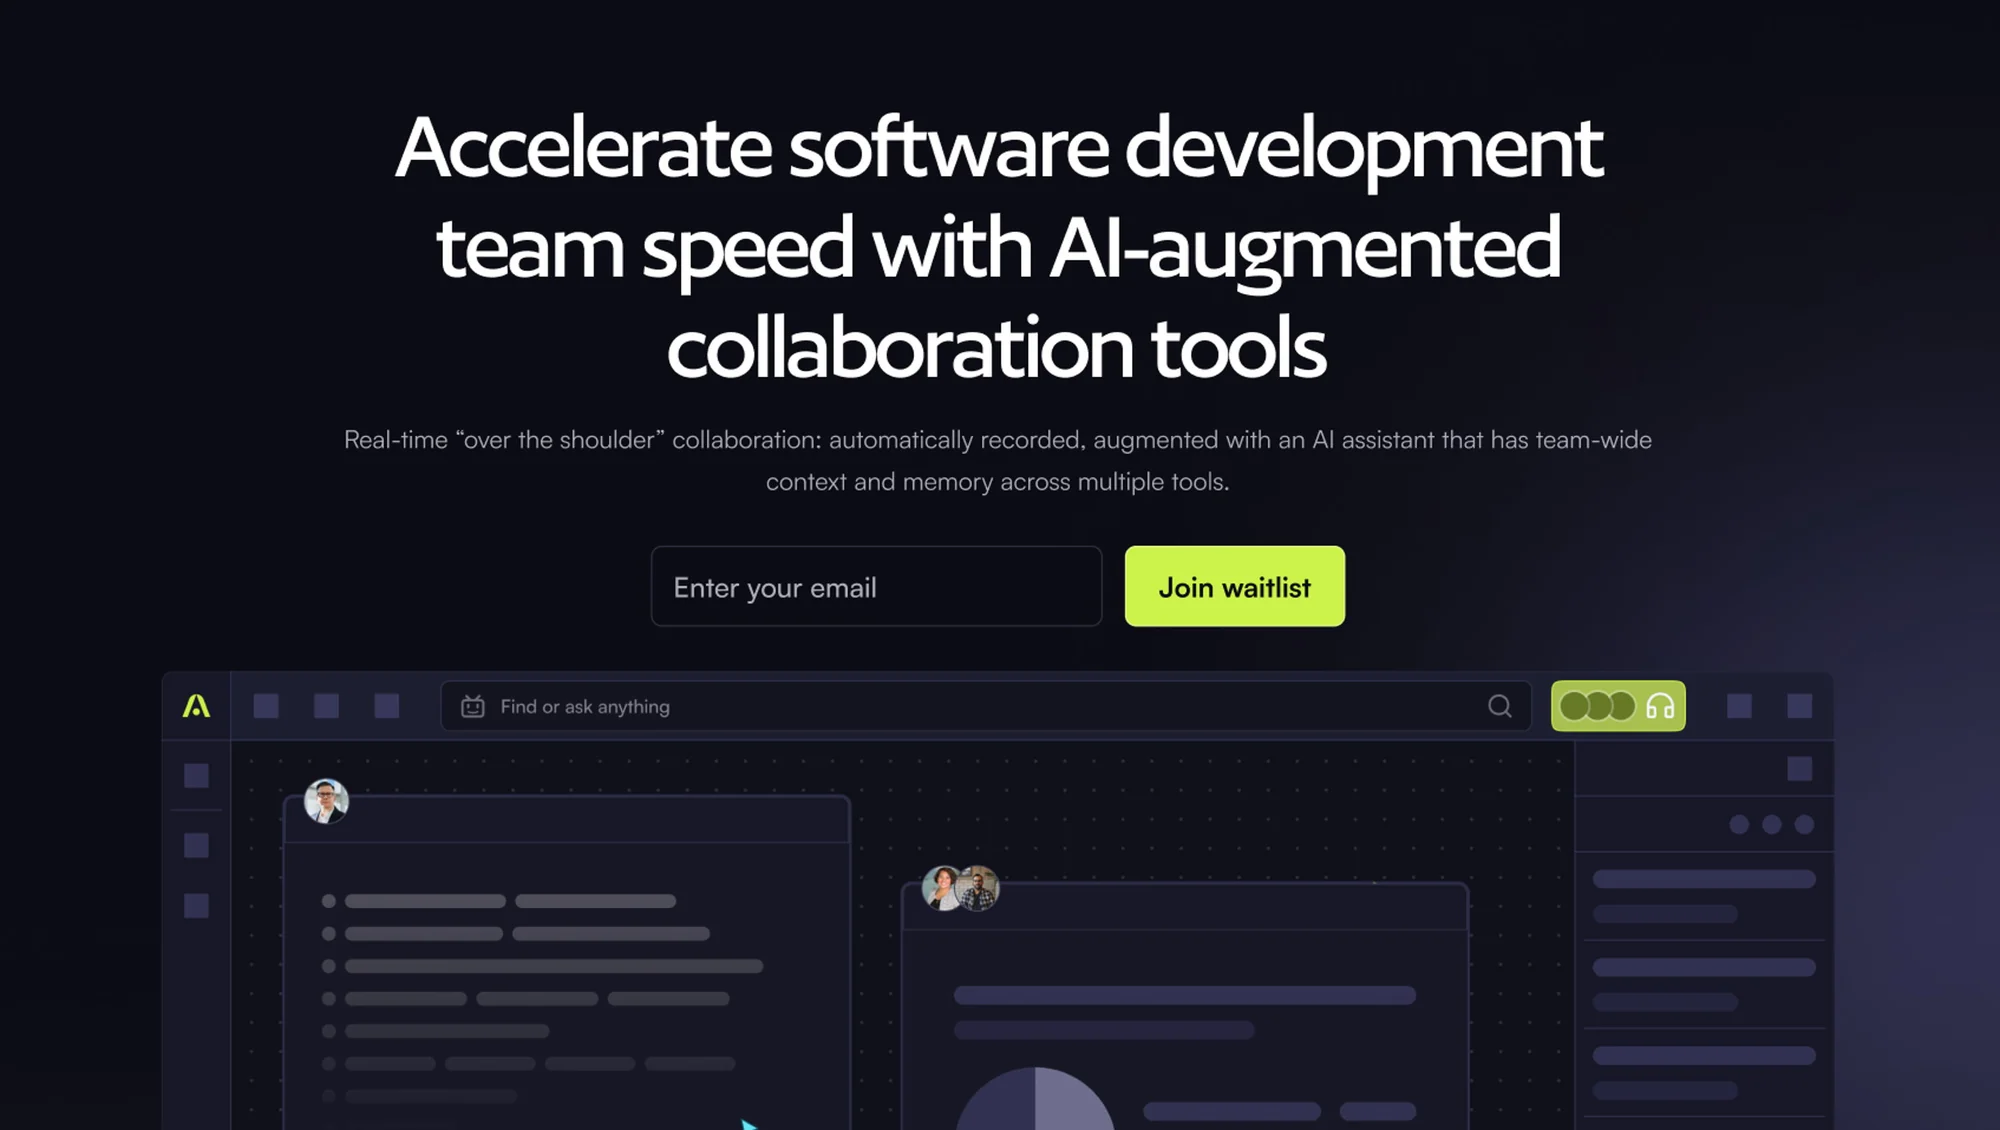 Accelerate software development
team speed with AI-augmented
collaboration tools
Real-time “over the shoulder” collaboration: automatically recorded, augmented with an AI assistant that has team-wide
context and memory across multiple tools.
Enter your email
Join waitlist
Find or ask anything